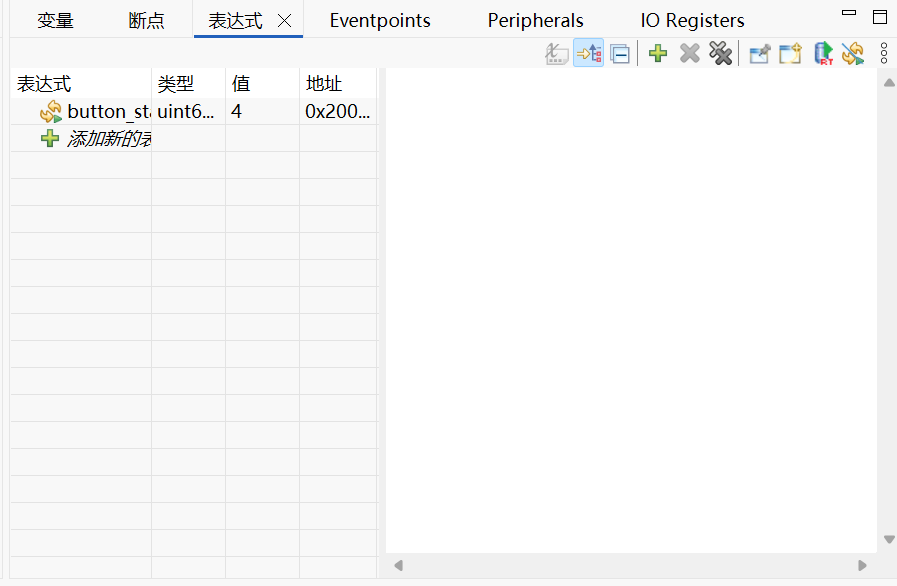 变量 断点 表达式 Eventpoints Peripherals IO Registers
表达式 类型 值 地址
button_sta uint6... 4 0x200...
添加新的表